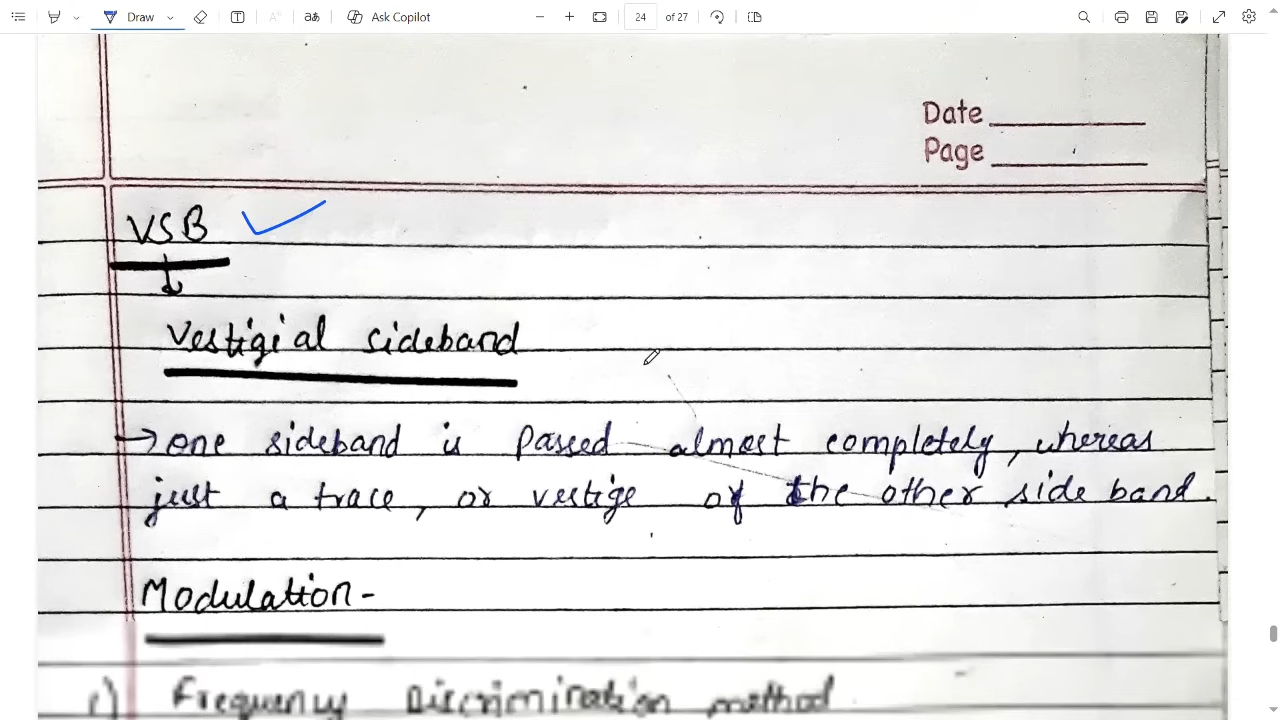 Draw
Ask Copilot
24 of 27
Date
Page
VSB
Vestigial sideband
→ one sideband is passed almost completely, whereas
just a trace, or vestige of the other side band.
Modulation-
1) Frequency Discrimination method